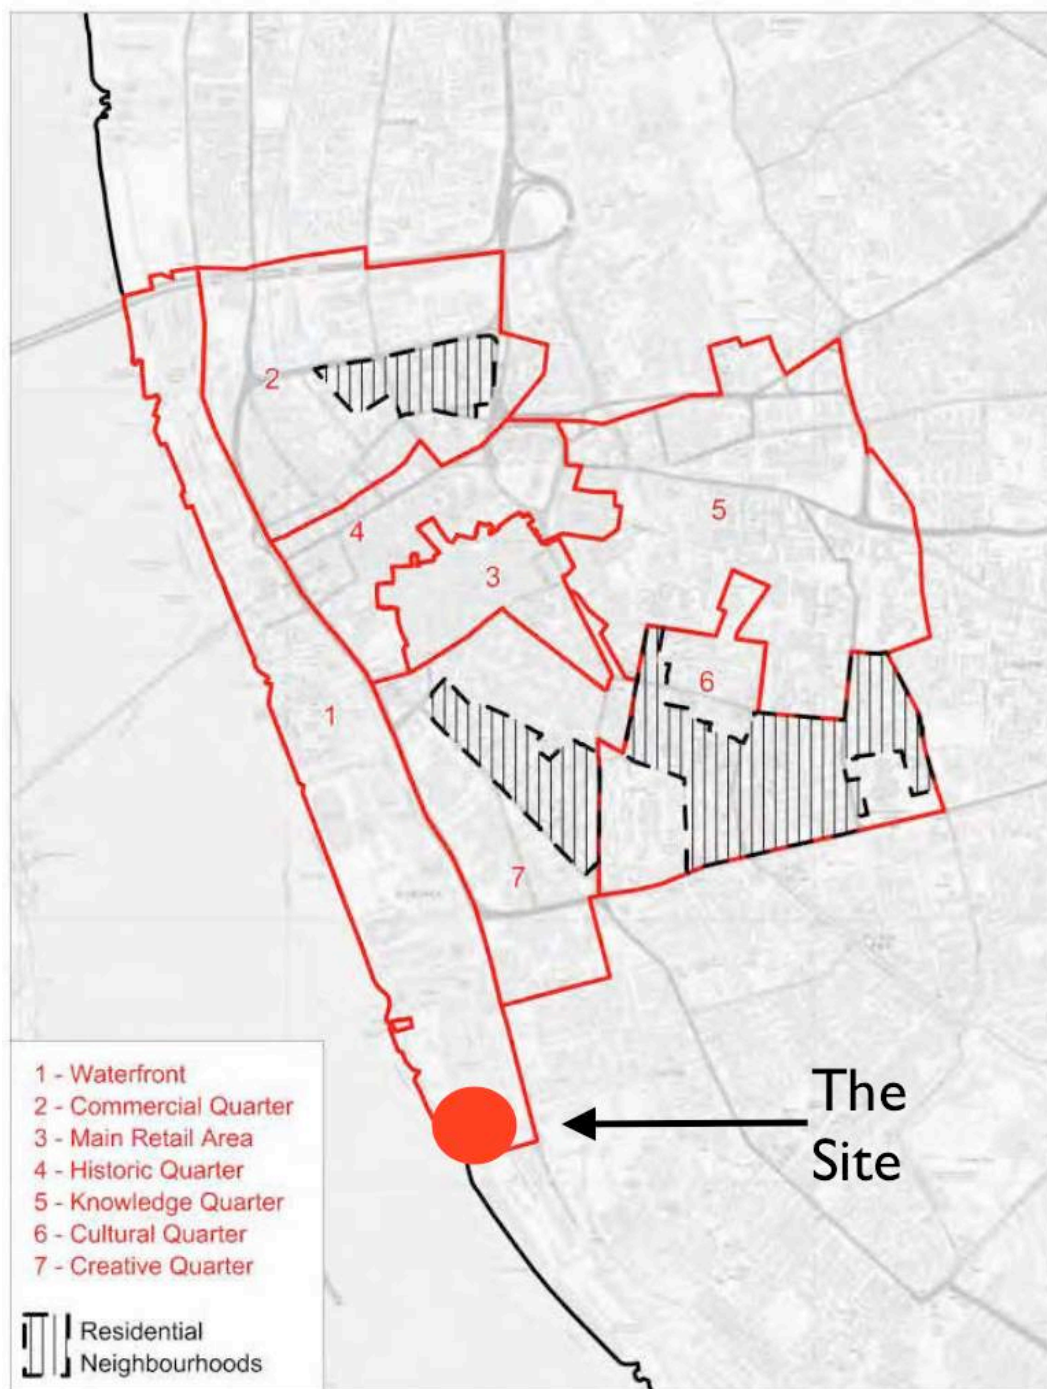 2
5
4
3
6
1
7
The
Site
1 - Waterfront
2 - Commercial Quarter
3 - Main Retail Area
4 - Historic Quarter
5 - Knowledge Quarter
6 - Cultural Quarter
7 - Creative Quarter
Residential
Neighbourhoods